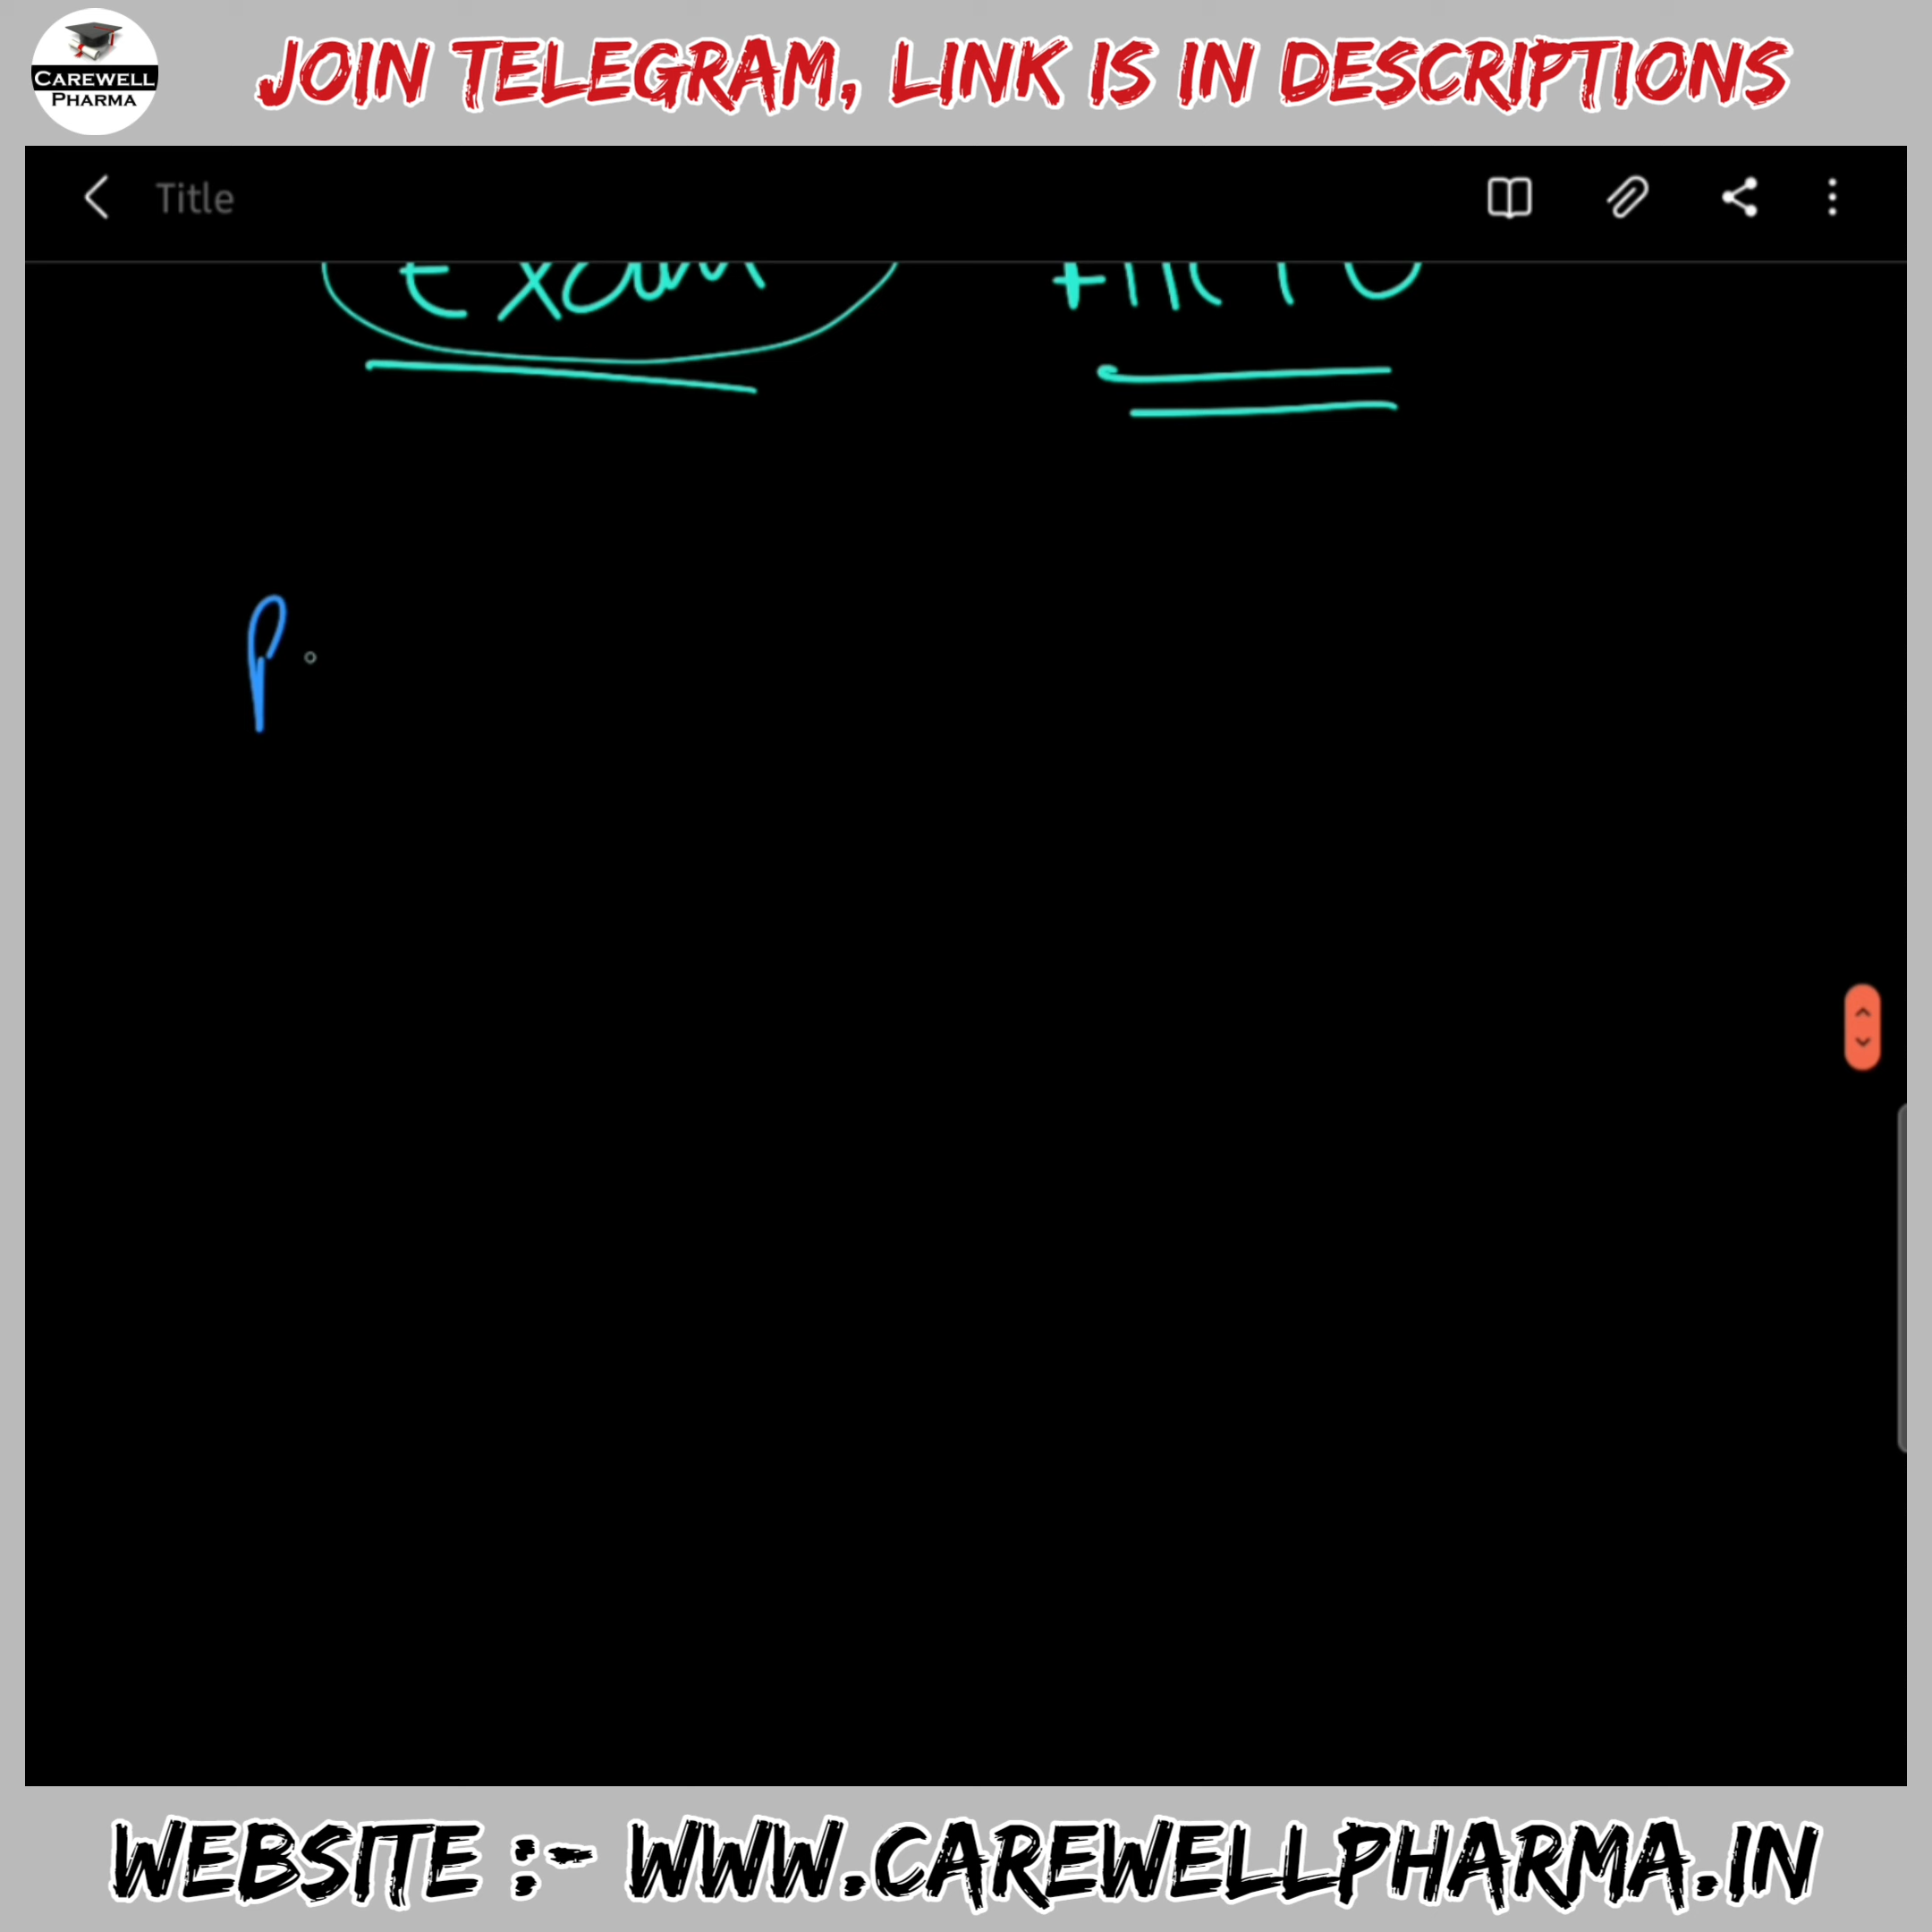 CAREWELL
PHARMA
JOIN TELEGRAM, LINK IS IN DESCRIPTIONS
Title
Exam
P
WEBSITE :- WWW.CAREWELLPHARMA.IN